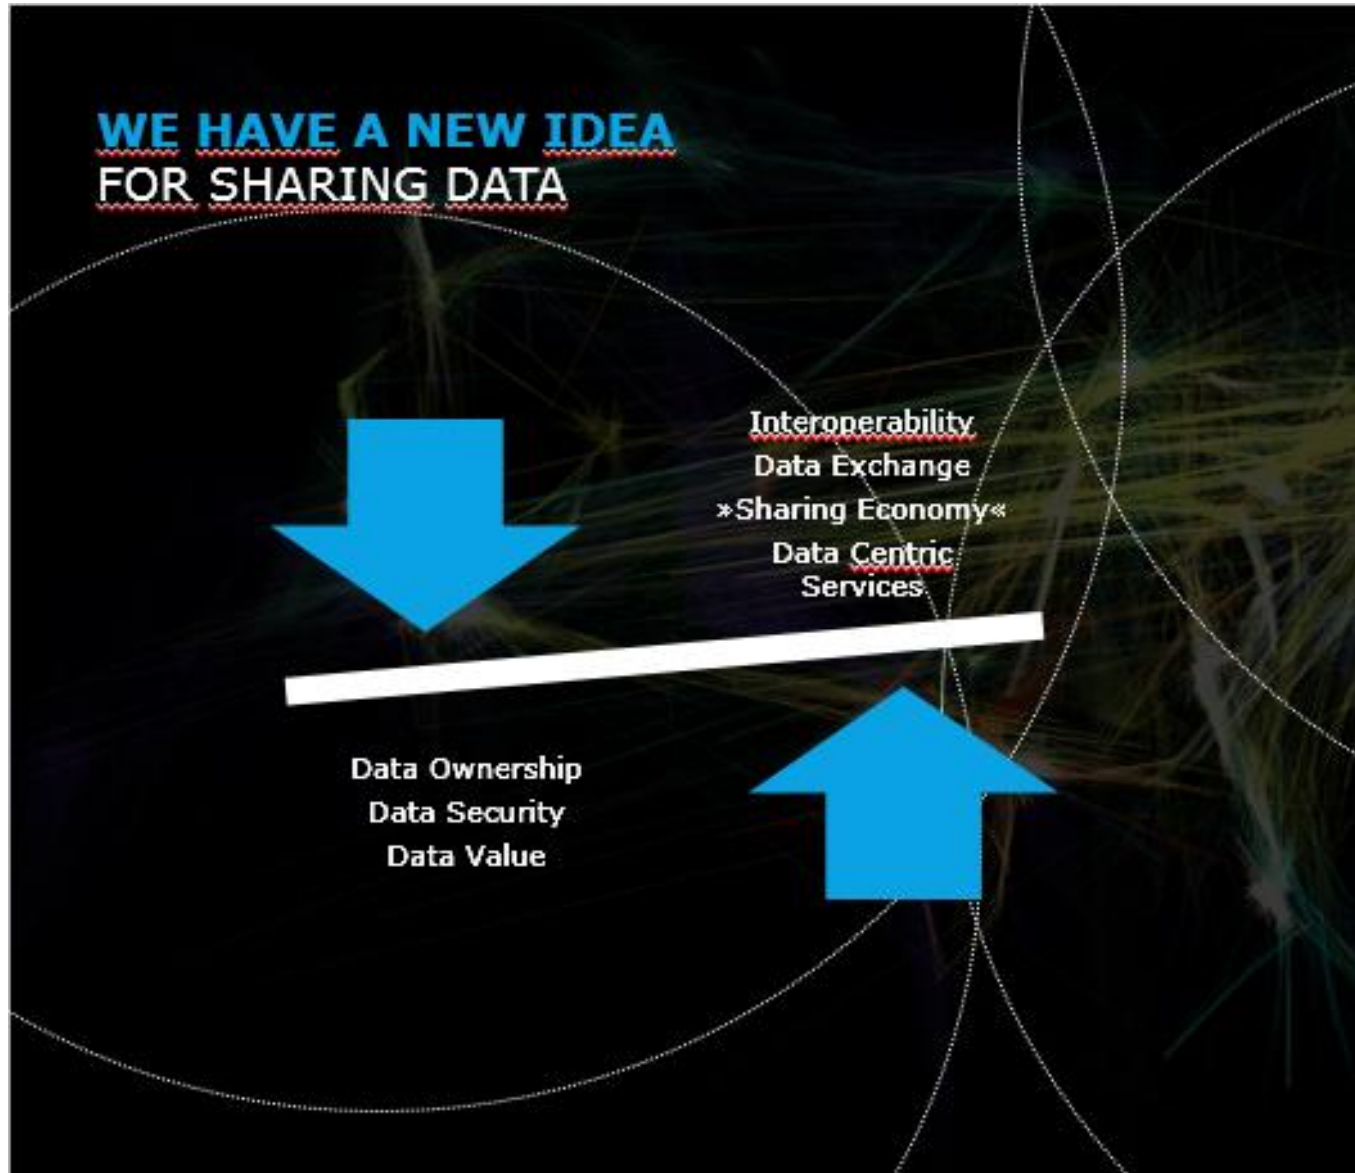 WE HAVE A NEW IDEA
FOR SHARING DATA
Interoperability
Data Exchange
»Sharing Economy«
Data Centric
Services
Data Ownership
Data Security
Data Value